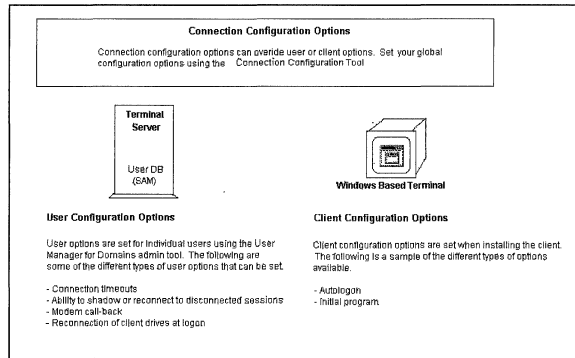 Connection Configuration Options
Connection configuration options can overide user or client options. Set your global
configuration options using the Connection Configuration Tool
Terminal
Server
User DB
(SAM)
Windows Based Terminal
User Configuration Options
User options are set for individual users using the User
Manager for Domains admin tool. The following are
some of the different types of user options that can be set.
- Connection timeouts
- Ability to shadow or reconnect to disconnected sessions
- Modem call-back
- Reconnection of client drives at logon
Client Configuration Options
Client configuration options are set when installing the client.
The following is a sample of the different types of options
available.
- Autologon
- Initial program